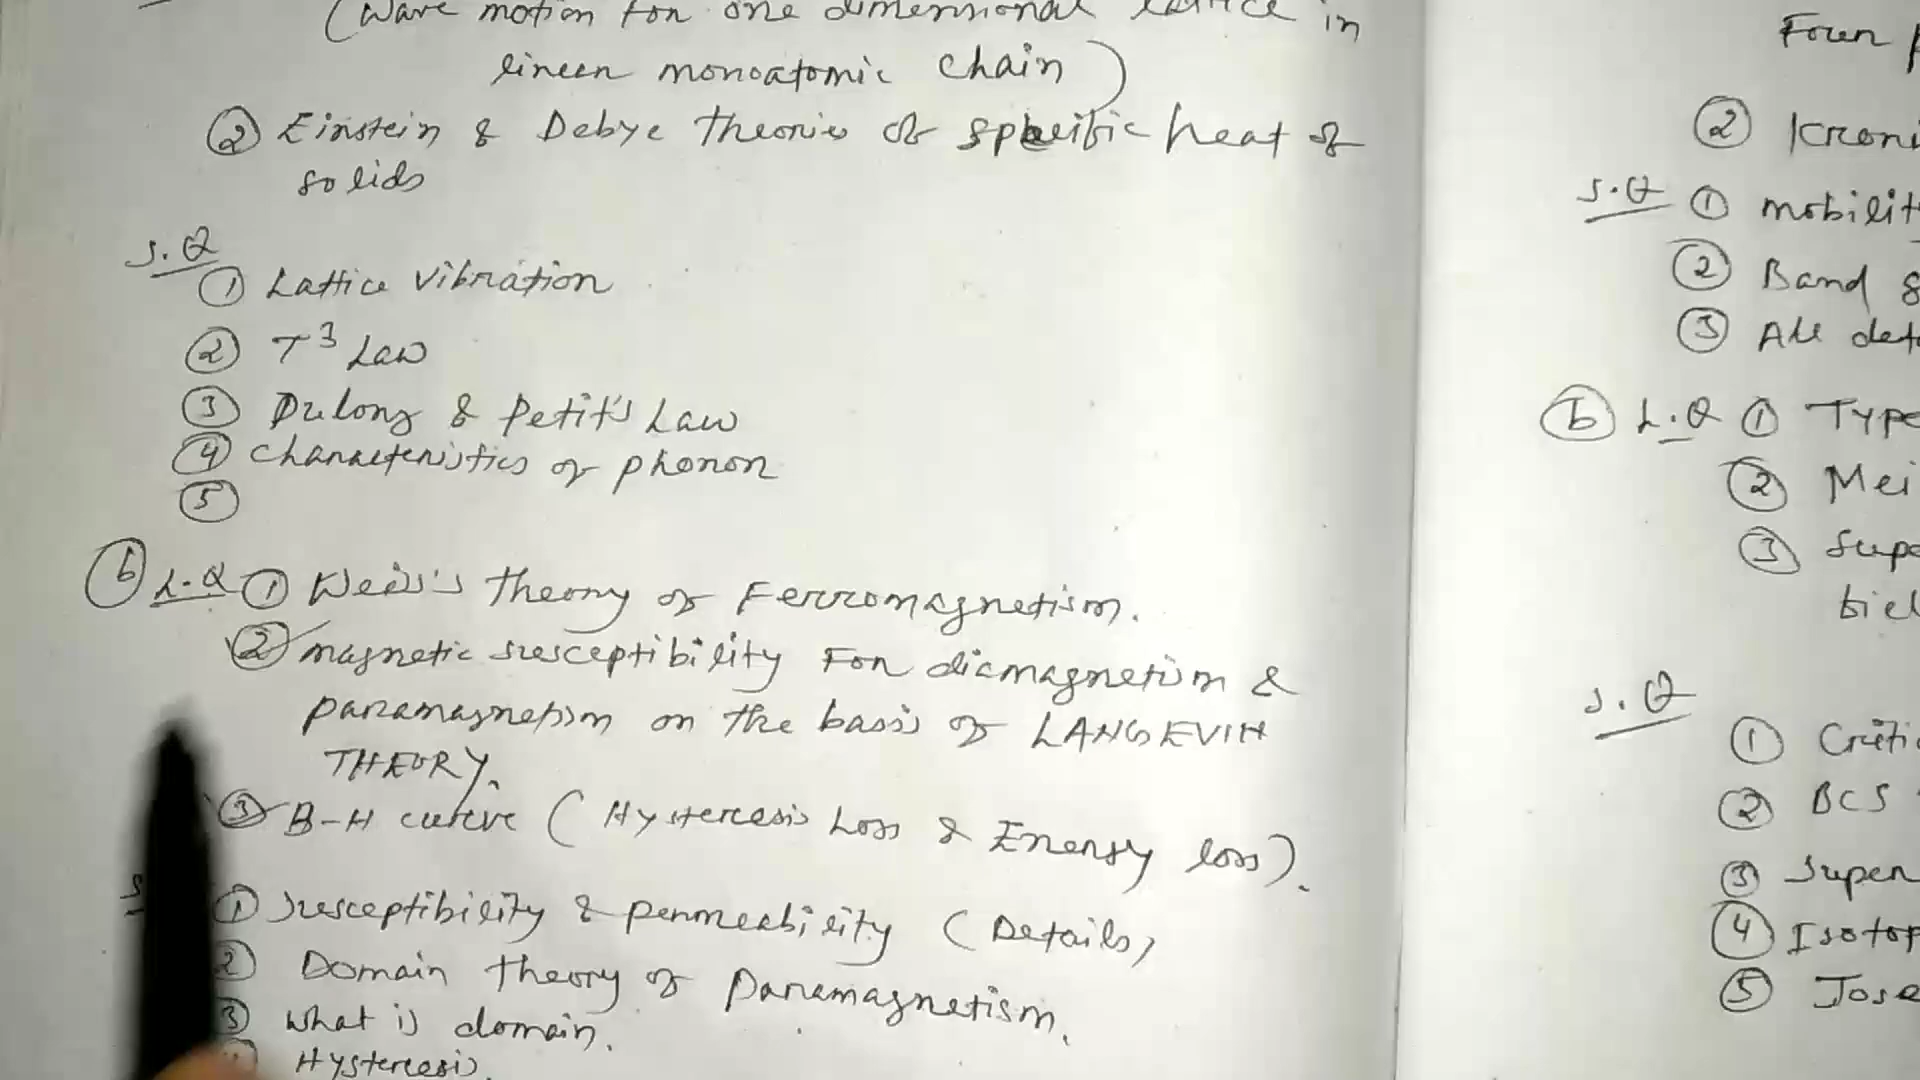 (Wave motion for one dimensional lattice in
linear monoatomic chain)
② Einstein & Debye theories of specific heat of
solids
S.Q
① Lattice vibration
② T³ Law
③ Dulong & Petit's Law
④ characteristics of phonon
⑤
ⓑ L.Q ① Weiss's theory of Ferromagnetism.
② magnetic susceptibility For diamagnetism &
paramagnetism on the basis of LANGEVIN
THEORY.
③ B-H curve (Hysteresis Loss & Energy loss).
① Susceptibility & permeability (Details)
② Domain theory of Paramagnetism.
③ What is domain.
Hysteresis.
Four
②
S.Q ① mobilit
② Band &
③ All det
ⓑ L.Q ① Type
② Mei
③ Supe
S.Q
① Criti
② BCS
③ Super
④ Isotop
⑤ Jose